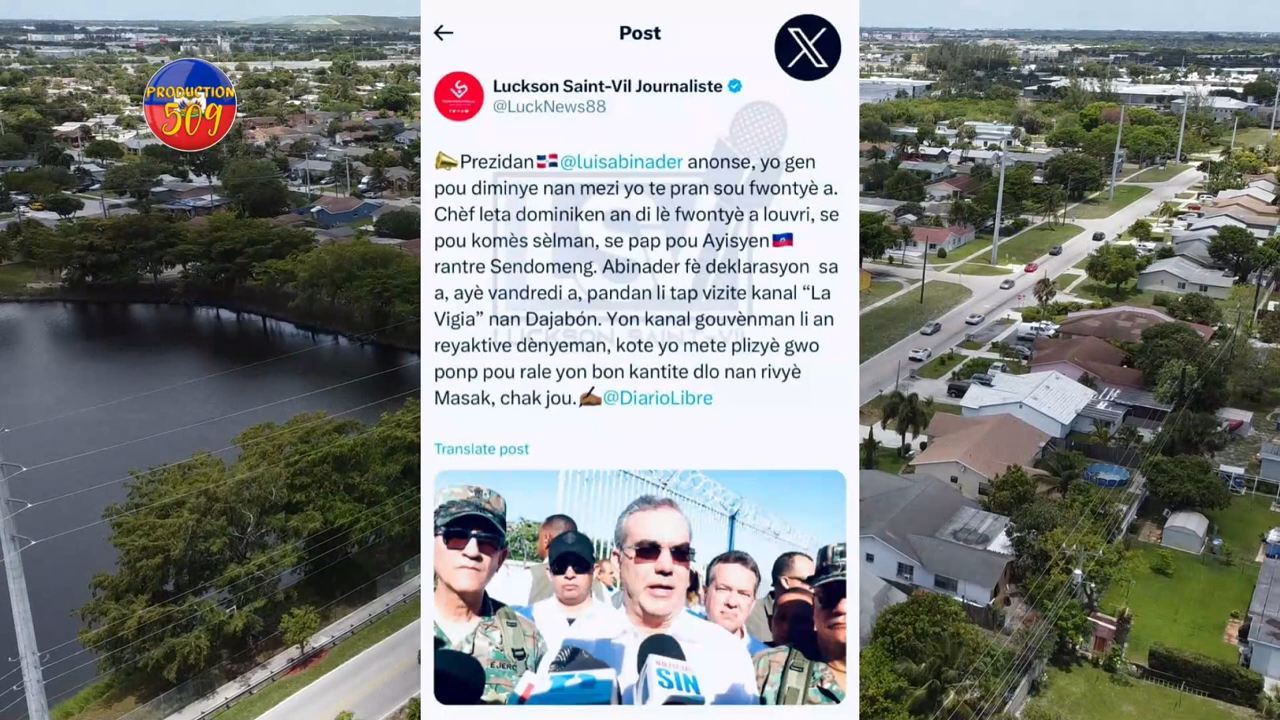 PRODUCTION
509
Post
X
Luckson Saint-Vil Journaliste
@LuckNews88
Prezidan @luisabinader anonse, yo gen
pou diminye nan mezi yo te pran sou fwontyè a.
Chèf leta dominiken an di lè fwontyè a louvri, se
pou komès sèlman, se pap pou Ayisyen
rantre Sendomeng. Abinader fè deklarasyon sa
a, ayè vandredi a, pandan li tap vizite kanal “La
Vigia” nan Dajabón. Yon kanal gouvènman li an
reyaktive dènyeman, kote yo mete plizyè gwo
ponp pou rale yon bon kantite dlo nan rivyè
Masak, chak jou. @DiarioLibre
LUCKSON SAINT-VIL
Translate post
EJERC
SIN